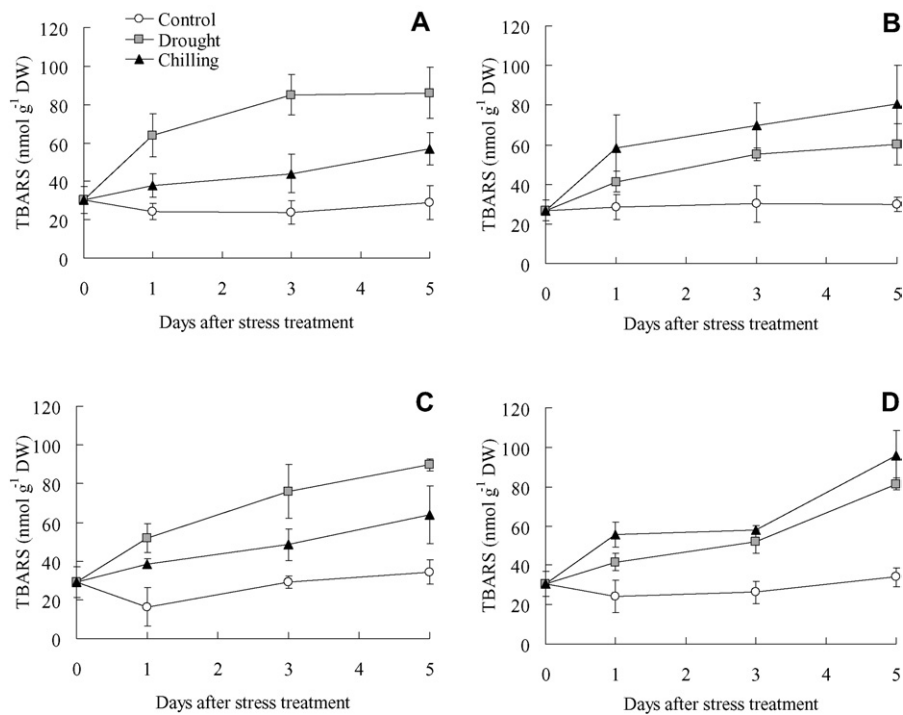 A
Control
Drought
Chilling
TBARS (nmol g-1 DW)
120
100
80
60
40
20
0
0 1 2 3 4 5
Days after stress treatment
B
TBARS (nmol g-1 DW)
120
100
80
60
40
20
0
0 1 2 3 4 5
Days after stress treatment
C
TBARS (nmol g-1 DW)
120
100
80
60
40
20
0
0 1 2 3 4 5
Days after stress treatment
D
TBARS (nmol g-1 DW)
120
100
80
60
40
20
0
0 1 2 3 4 5
Days after stress treatment